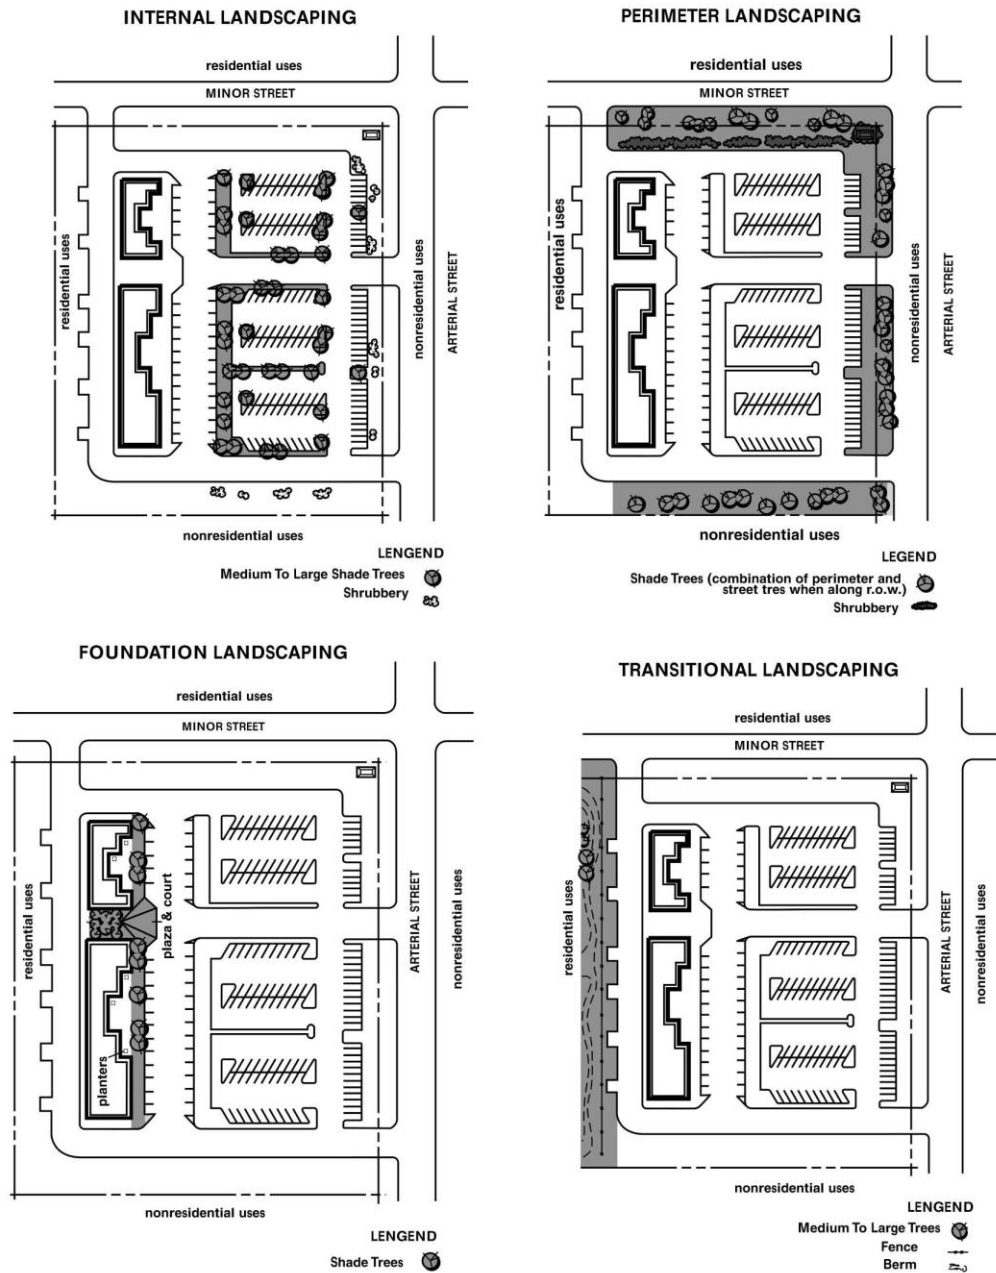 INTERNAL LANDSCAPING
residential uses
MINOR STREET
residential uses
nonresidential uses
ARTERIAL STREET
nonresidential uses
LENGEND
Medium To Large Shade Trees
Shrubbery
PERIMETER LANDSCAPING
residential uses
MINOR STREET
residential uses
nonresidential uses
ARTERIAL STREET
nonresidential uses
LEGEND
Shade Trees (combination of perimeter and
street tres when along r.o.w.)
Shrubbery
FOUNDATION LANDSCAPING
residential uses
MINOR STREET
residential uses
plaza & court
planters
ARTERIAL STREET
nonresidential uses
nonresidential uses
LENGEND
Shade Trees
TRANSITIONAL LANDSCAPING
residential uses
MINOR STREET
residential uses
ARTERIAL STREET
nonresidential uses
nonresidential uses
LENGEND
Medium To Large Trees
Fence
Berm